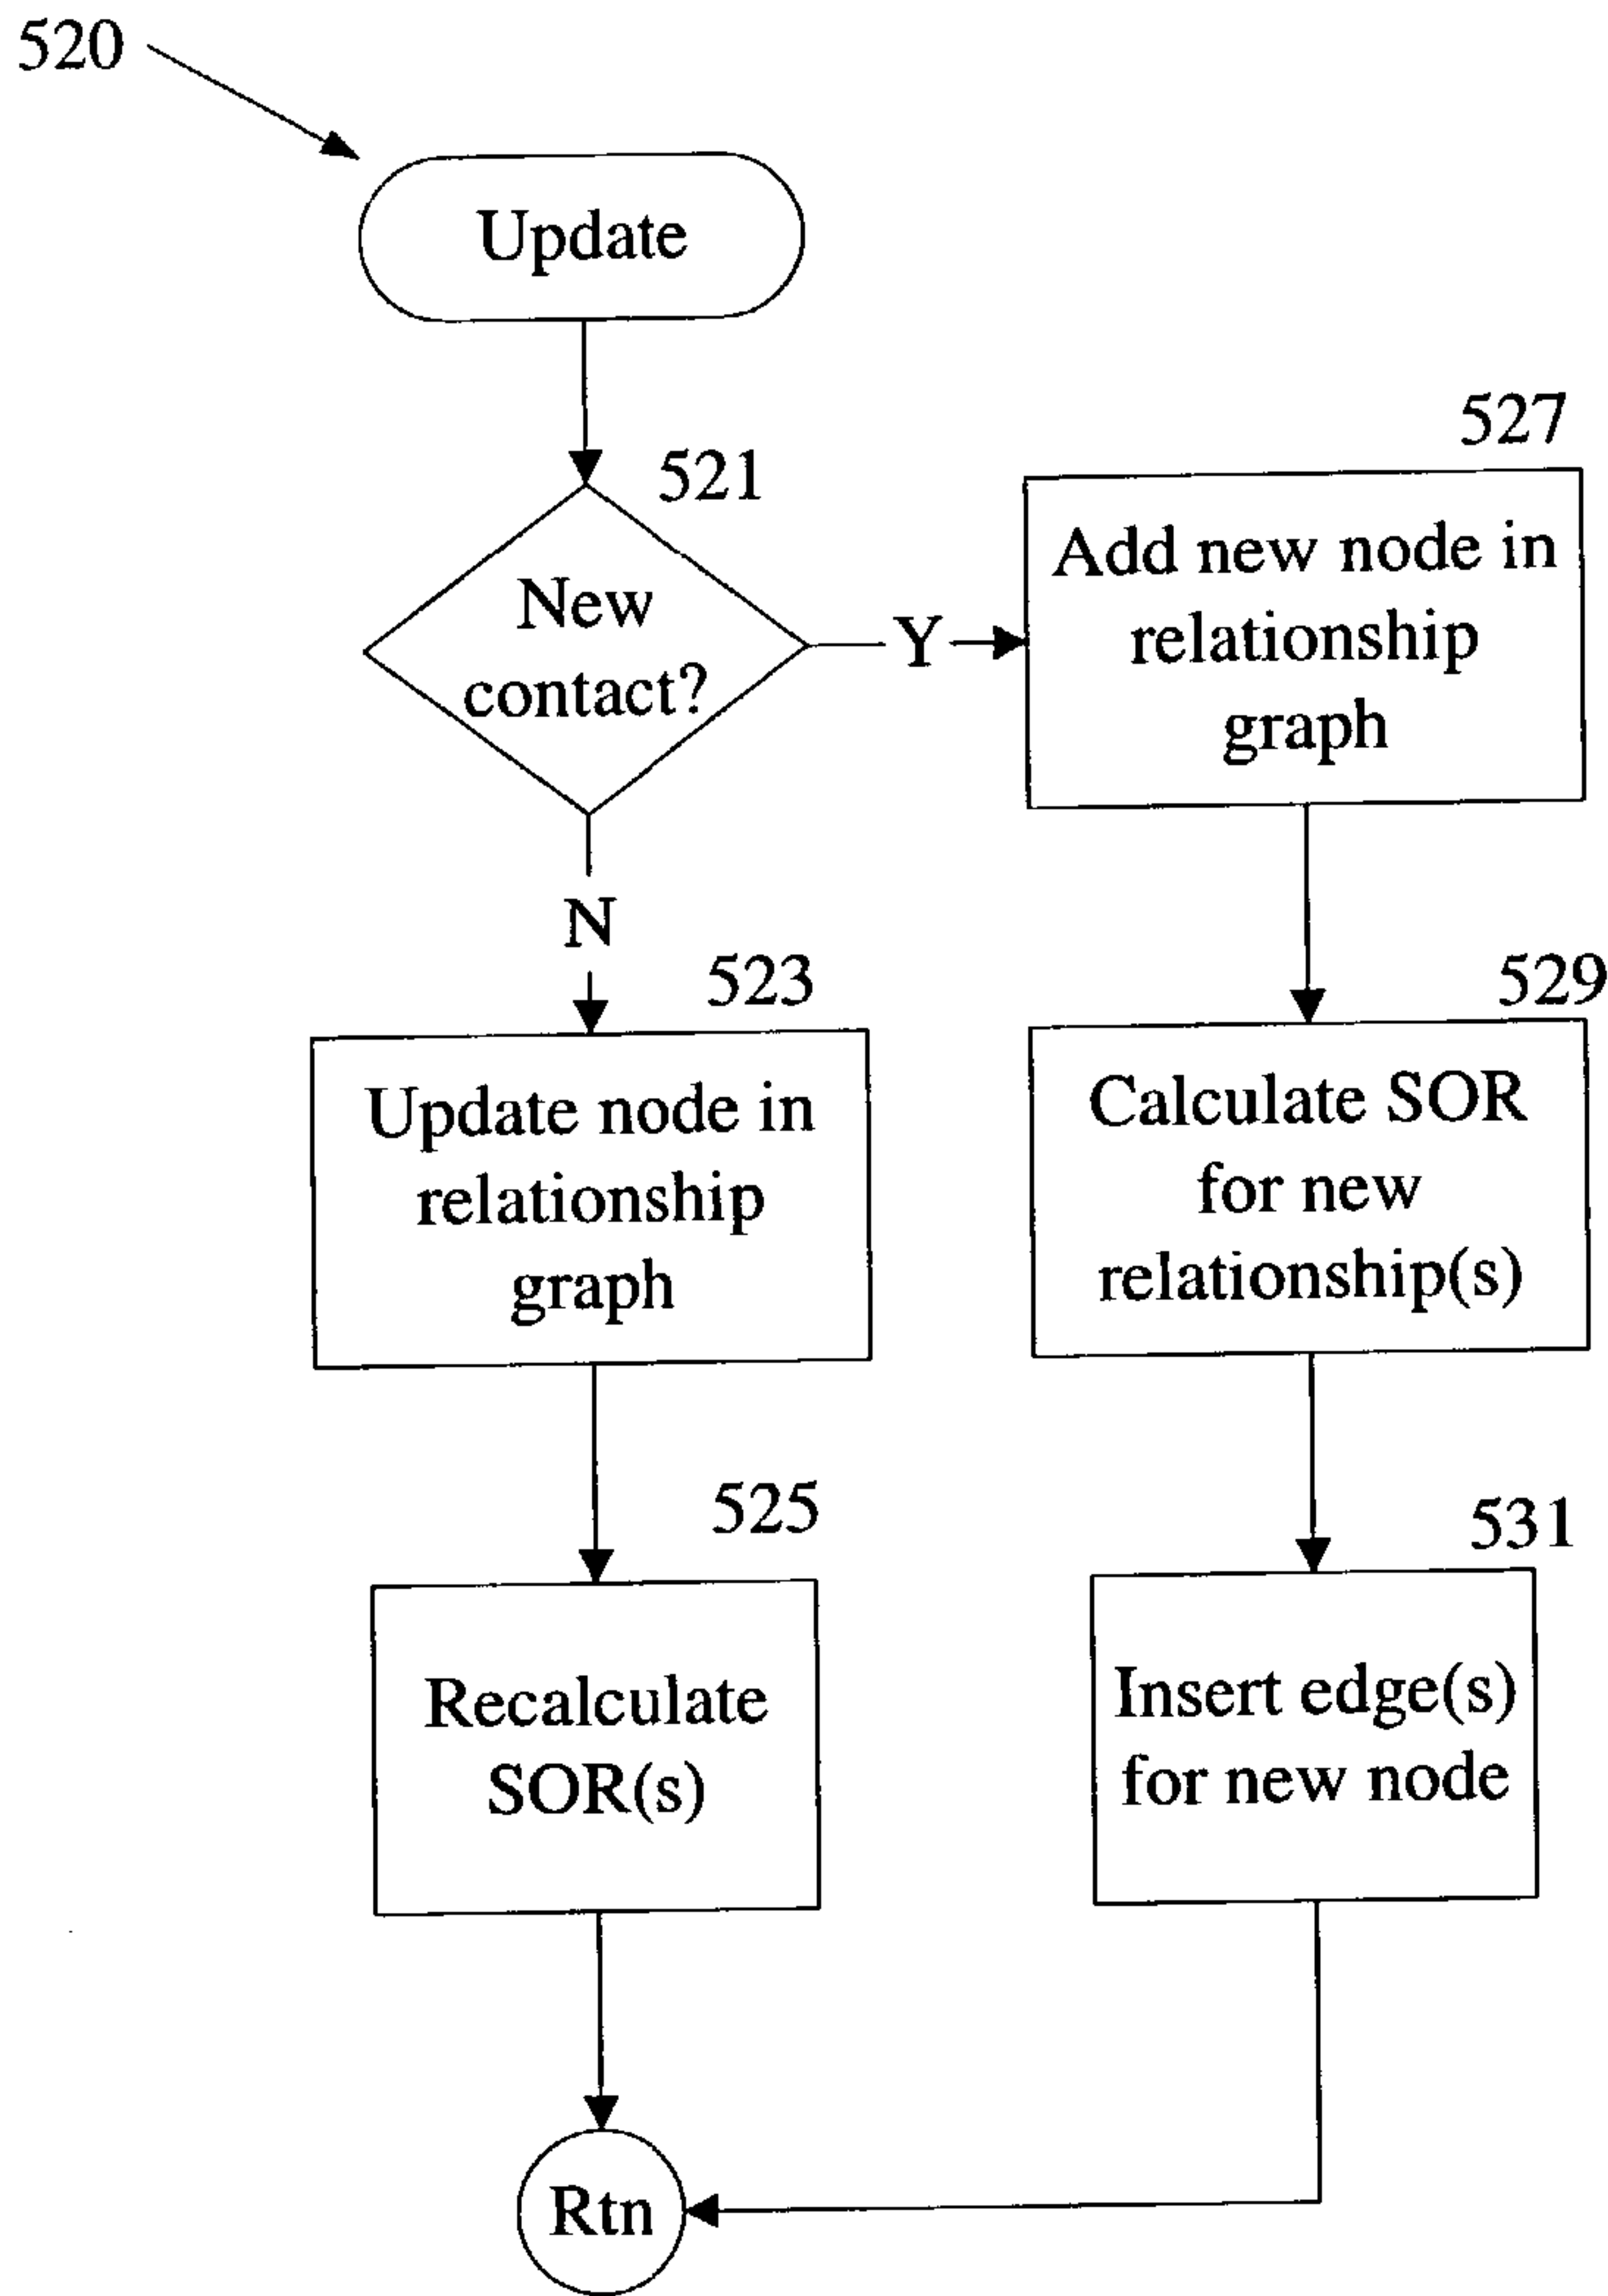 520
Update
521
New
contact?
Y
527
Add new node in
relationship
graph
N
523
Update node in
relationship
graph
529
Calculate SOR
for new
relationship(s)
525
Recalculate
SOR(s)
531
Insert edge(s)
for new node
Rtn